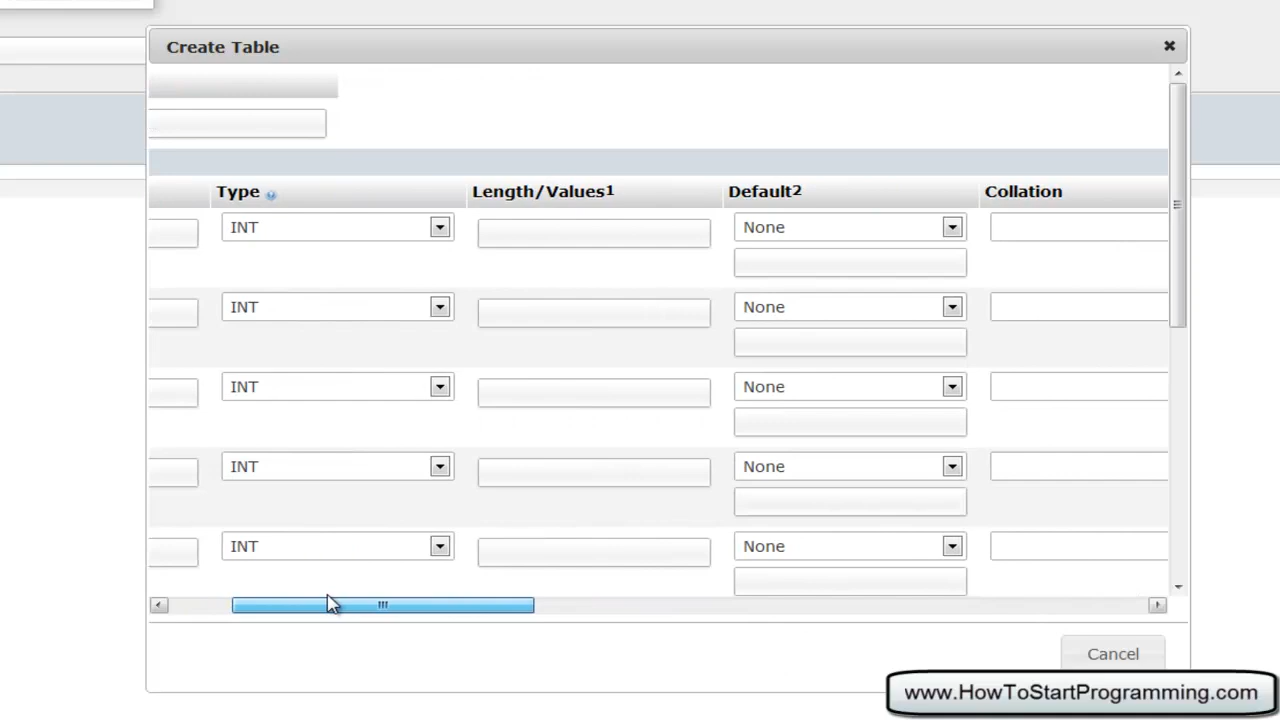 Create Table
Type Length/Values1 Default2 Collation
INT None
INT None
INT None
INT None
INT None
Cancel
www.HowToStartProgramming.com